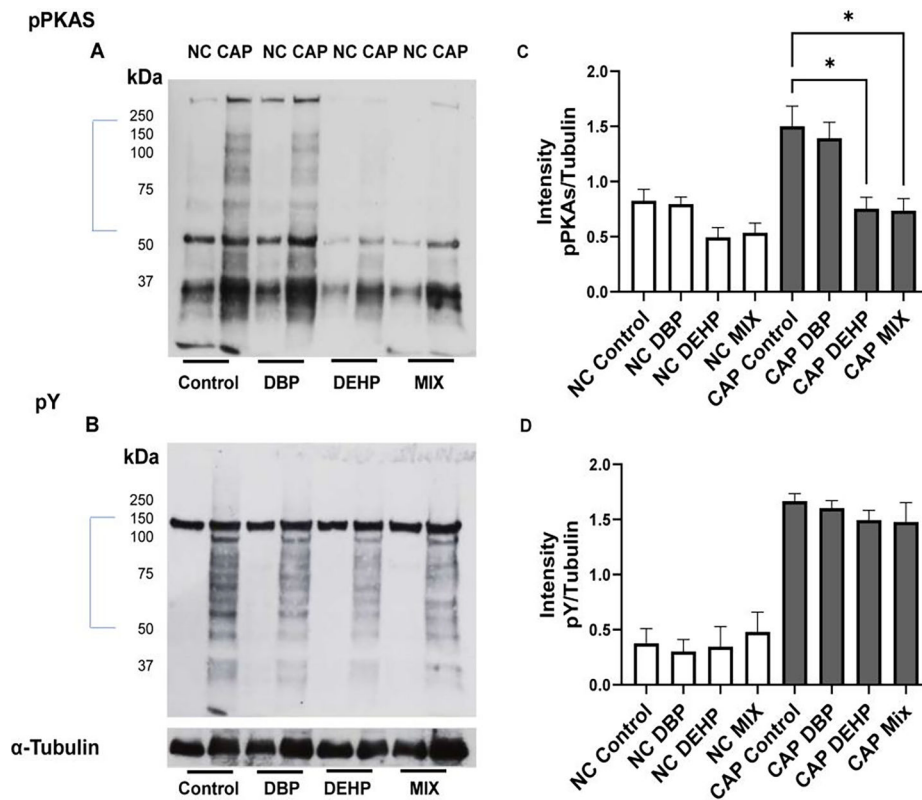 pPKAS
A
NC CAP NC CAP NC CAP NC CAP
kDa
250
150
100
75
50
37
Control DBP DEHP MIX
C
* 
*
Intensity
pPKAs/Tubulin
2.0
1.5
1.0
0.5
0.0
NC Control
NC DBP
NC DEHP
NC MIX
CAP Control
CAP DBP
CAP DEHP
CAP MIX
pY
B
kDa
250
150
100
75
50
37
α-Tubulin
Control DBP DEHP MIX
D
Intensity
pY/Tubulin
2.0
1.5
1.0
0.5
0.0
NC Control
NC DBP
NC DEHP
NC MIX
CAP Control
CAP DBP
CAP DEHP
CAP Mix